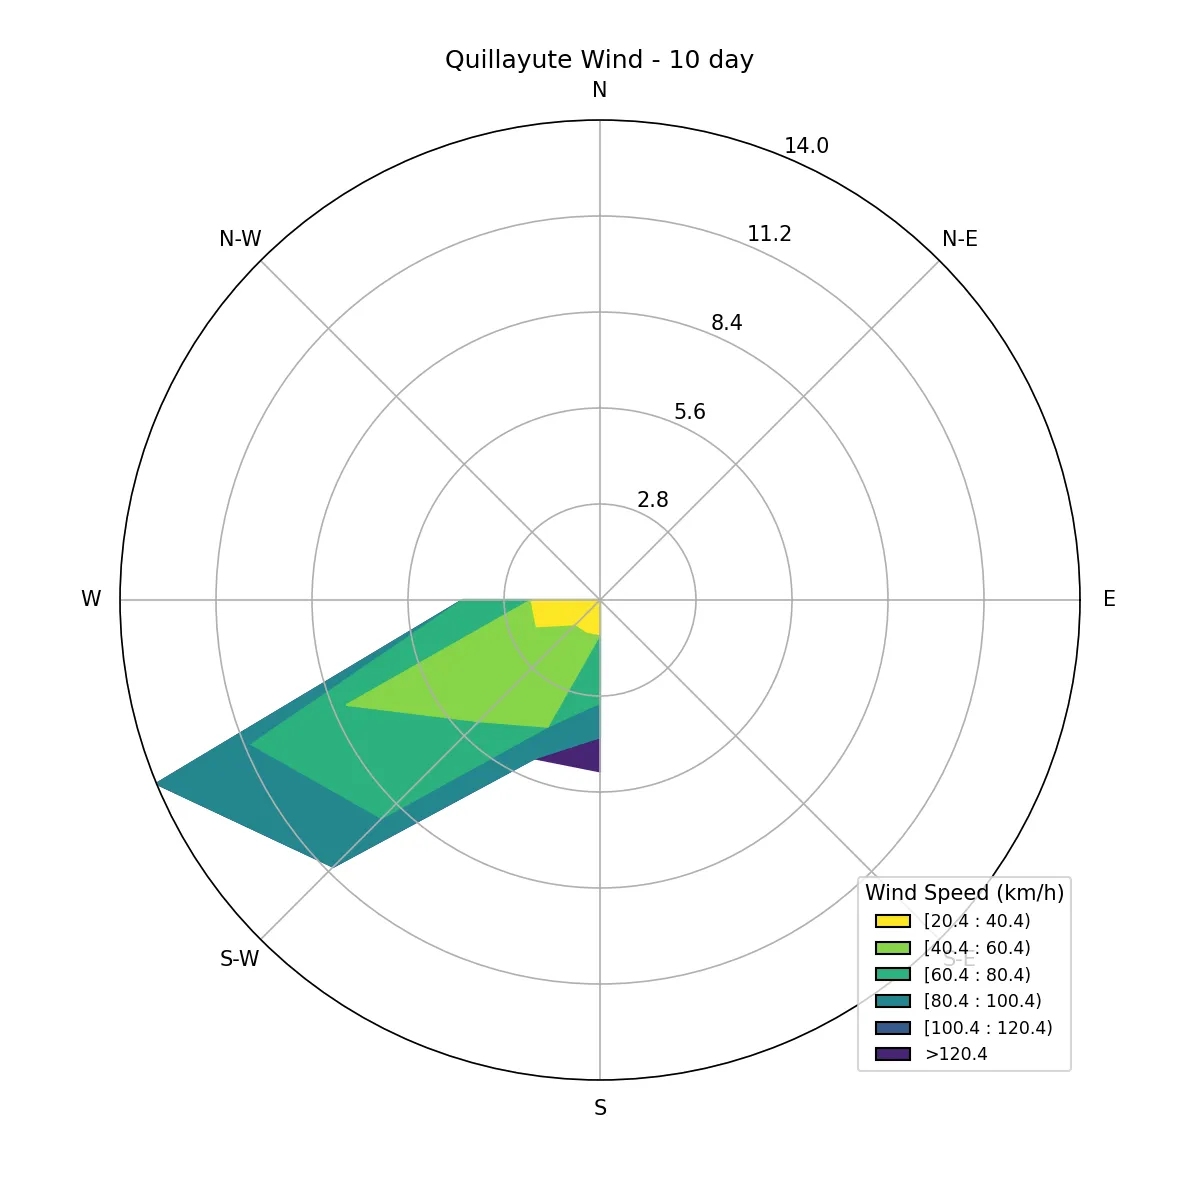 Quillayute Wind - 10 day
N
14.0
N-W
N-E
11.2
8.4
5.6
2.8
W
E
S-W
S-E
S
Wind Speed (km/h)
[20.4 : 40.4)
[40.4 : 60.4)
[60.4 : 80.4)
[80.4 : 100.4)
[100.4 : 120.4)
>120.4